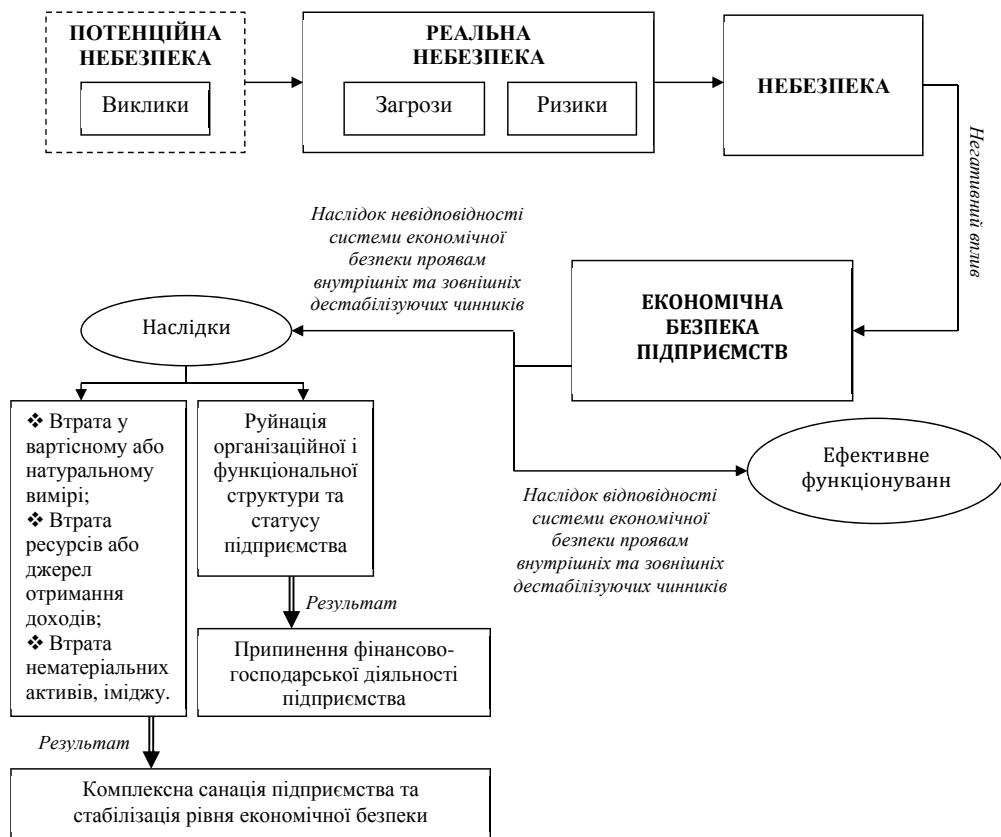 ПОТЕНЦІЙНА
НЕБЕЗПЕКА
Виклики
РЕАЛЬНА
НЕБЕЗПЕКА
Загрози
Ризики
НЕБЕЗПЕКА
Негативний вплив
Наслідок невідповідності
системи економічної
безпеки проявам
внутрішніх та зовнішніх
дестабілізуючих чинників
ЕКОНОМІЧНА
БЕЗПЕКА
ПІДПРИЄМСТВ
Наслідки
❖ Втрата у
вартісному або
натуральному
вимірі;
❖ Втрата
ресурсів або
джерел
отримання
доходів;
❖ Втрата
нематеріальних
активів, іміджу.
Руйнація
організаційної і
функціональної
структури та
статусу
підприємства
Ефективне
функціонуванн
Наслідок відповідності
системи економічної
безпеки проявам
внутрішніх та зовнішніх
дестабілізуючих чинників
Результат
Припинення фінансово-
господарської діяльності
підприємства
Результат
Комплексна санація підприємства та
стабілізація рівня економічної безпеки